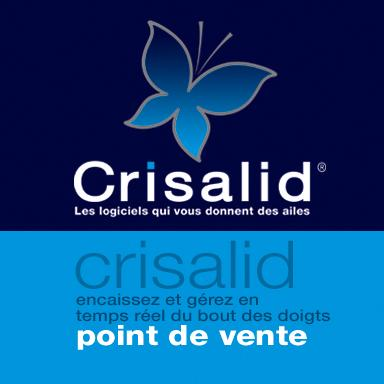 Crisalid®
Les logiciels qui vous donnent des ailes
crisalid
encaissez et gérez en
temps réel du bout des doigts
point de vente